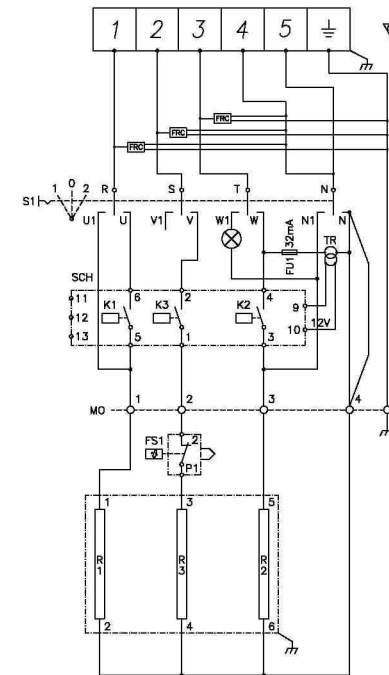 1 2 3 4 5
FRC
FRC
FRC
1 0 2 R S T N
S1 U1 U V1 V W1 W N1 N
FU1 32mA TR
SCH
11 6 2 4 9
12 K1 K3 K2
13 10 12V
5 1 3
1 2 3 4
MO
FS1 2
P1
1 3 5
R1 R3 R2
2 4 6